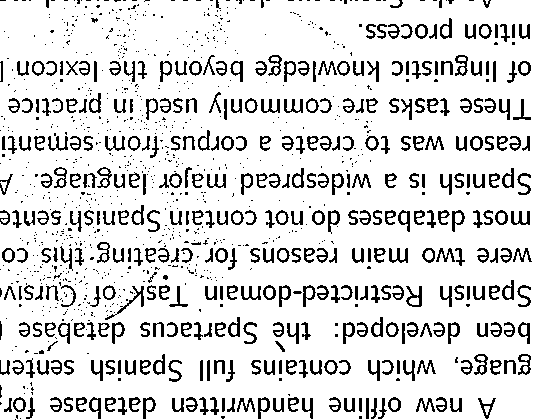 A new offline handwritten database for
guage, which contains full Spanish senten
been developed: the Spartacus database (
Spanish Restricted-domain Task of Cursiv
were two main reasons for creating this co
most databases do not contain Spanish sente
Spanish is a widespread major language. A
reason was to create a corpus from semanti
These tasks are commonly used in practice
of linguistic knowledge beyond the lexicon
nition process.